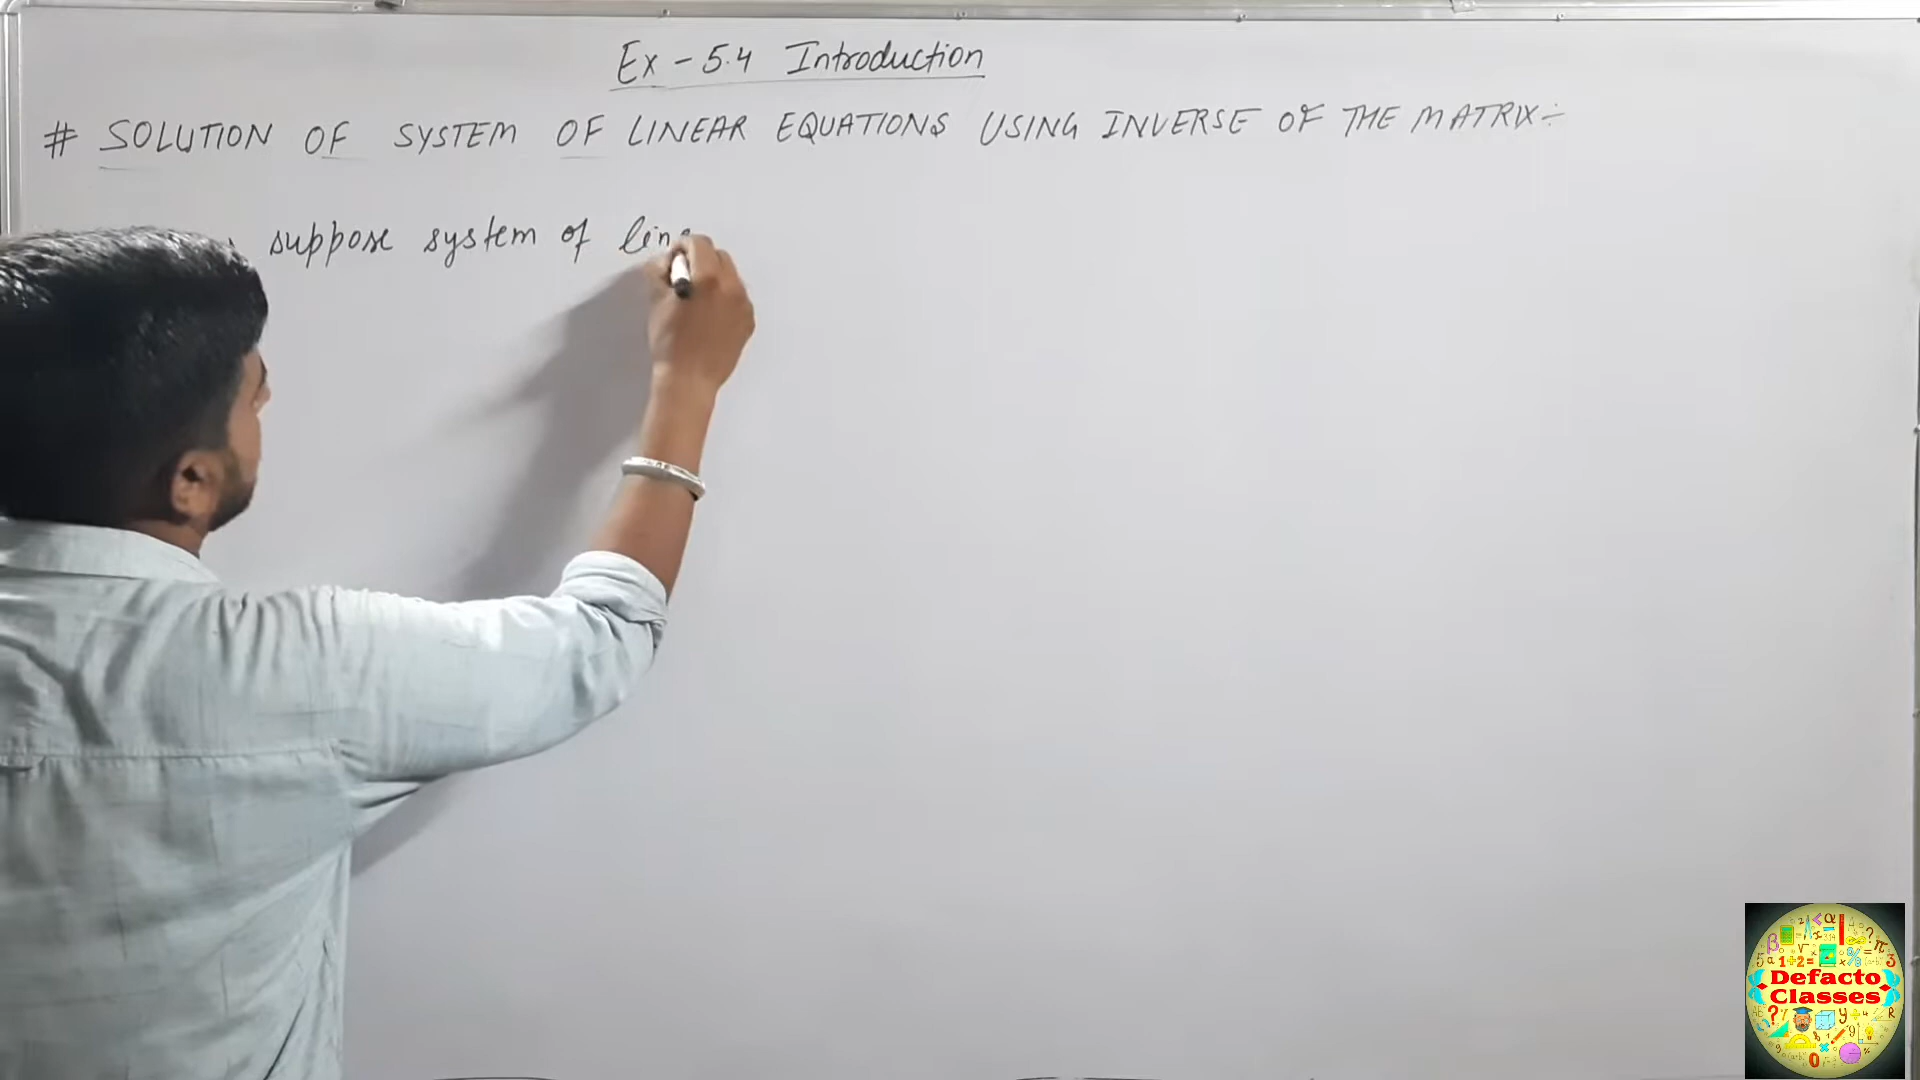 Ex - 5.4 Introduction
# SOLUTION OF SYSTEM OF LINEAR EQUATIONS USING INVERSE OF THE MATRIX:-
suppose system of line
Defacto
Classes